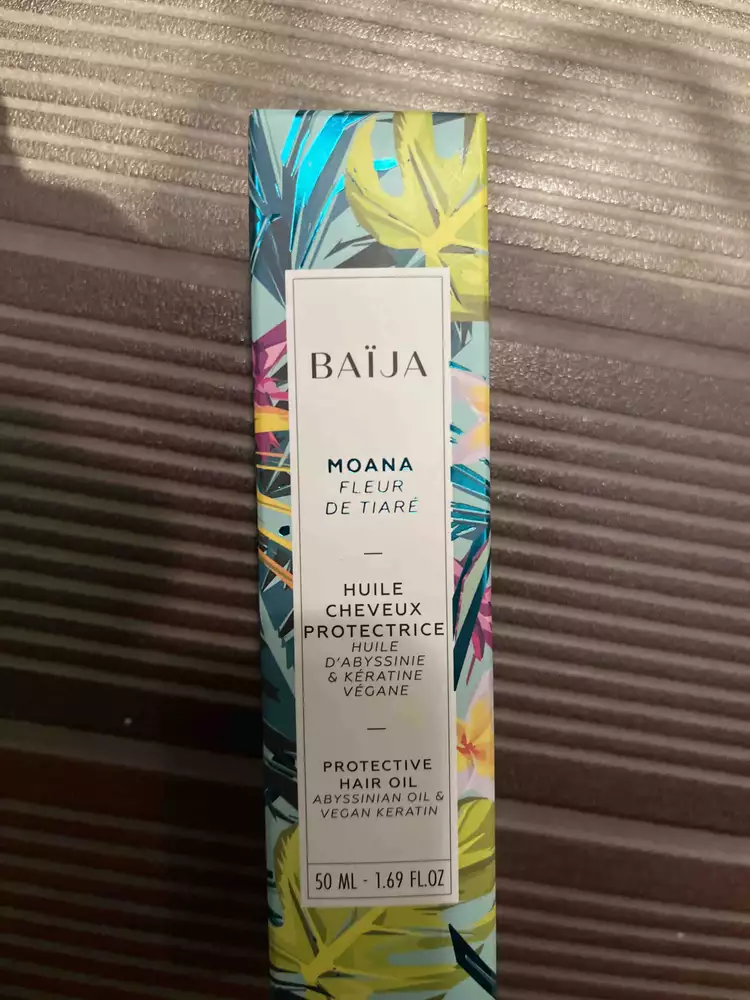 BAÏJA
MOANA
FLEUR
DE TIARÉ
—
HUILE
CHEVEUX
PROTECTRICE
HUILE
D'ABYSSINIE
& KÉRATINE
VÉGANE
—
PROTECTIVE
HAIR OIL
ABYSSINIAN OIL &
VEGAN KERATIN
50 ML - 1.69 FL.OZ